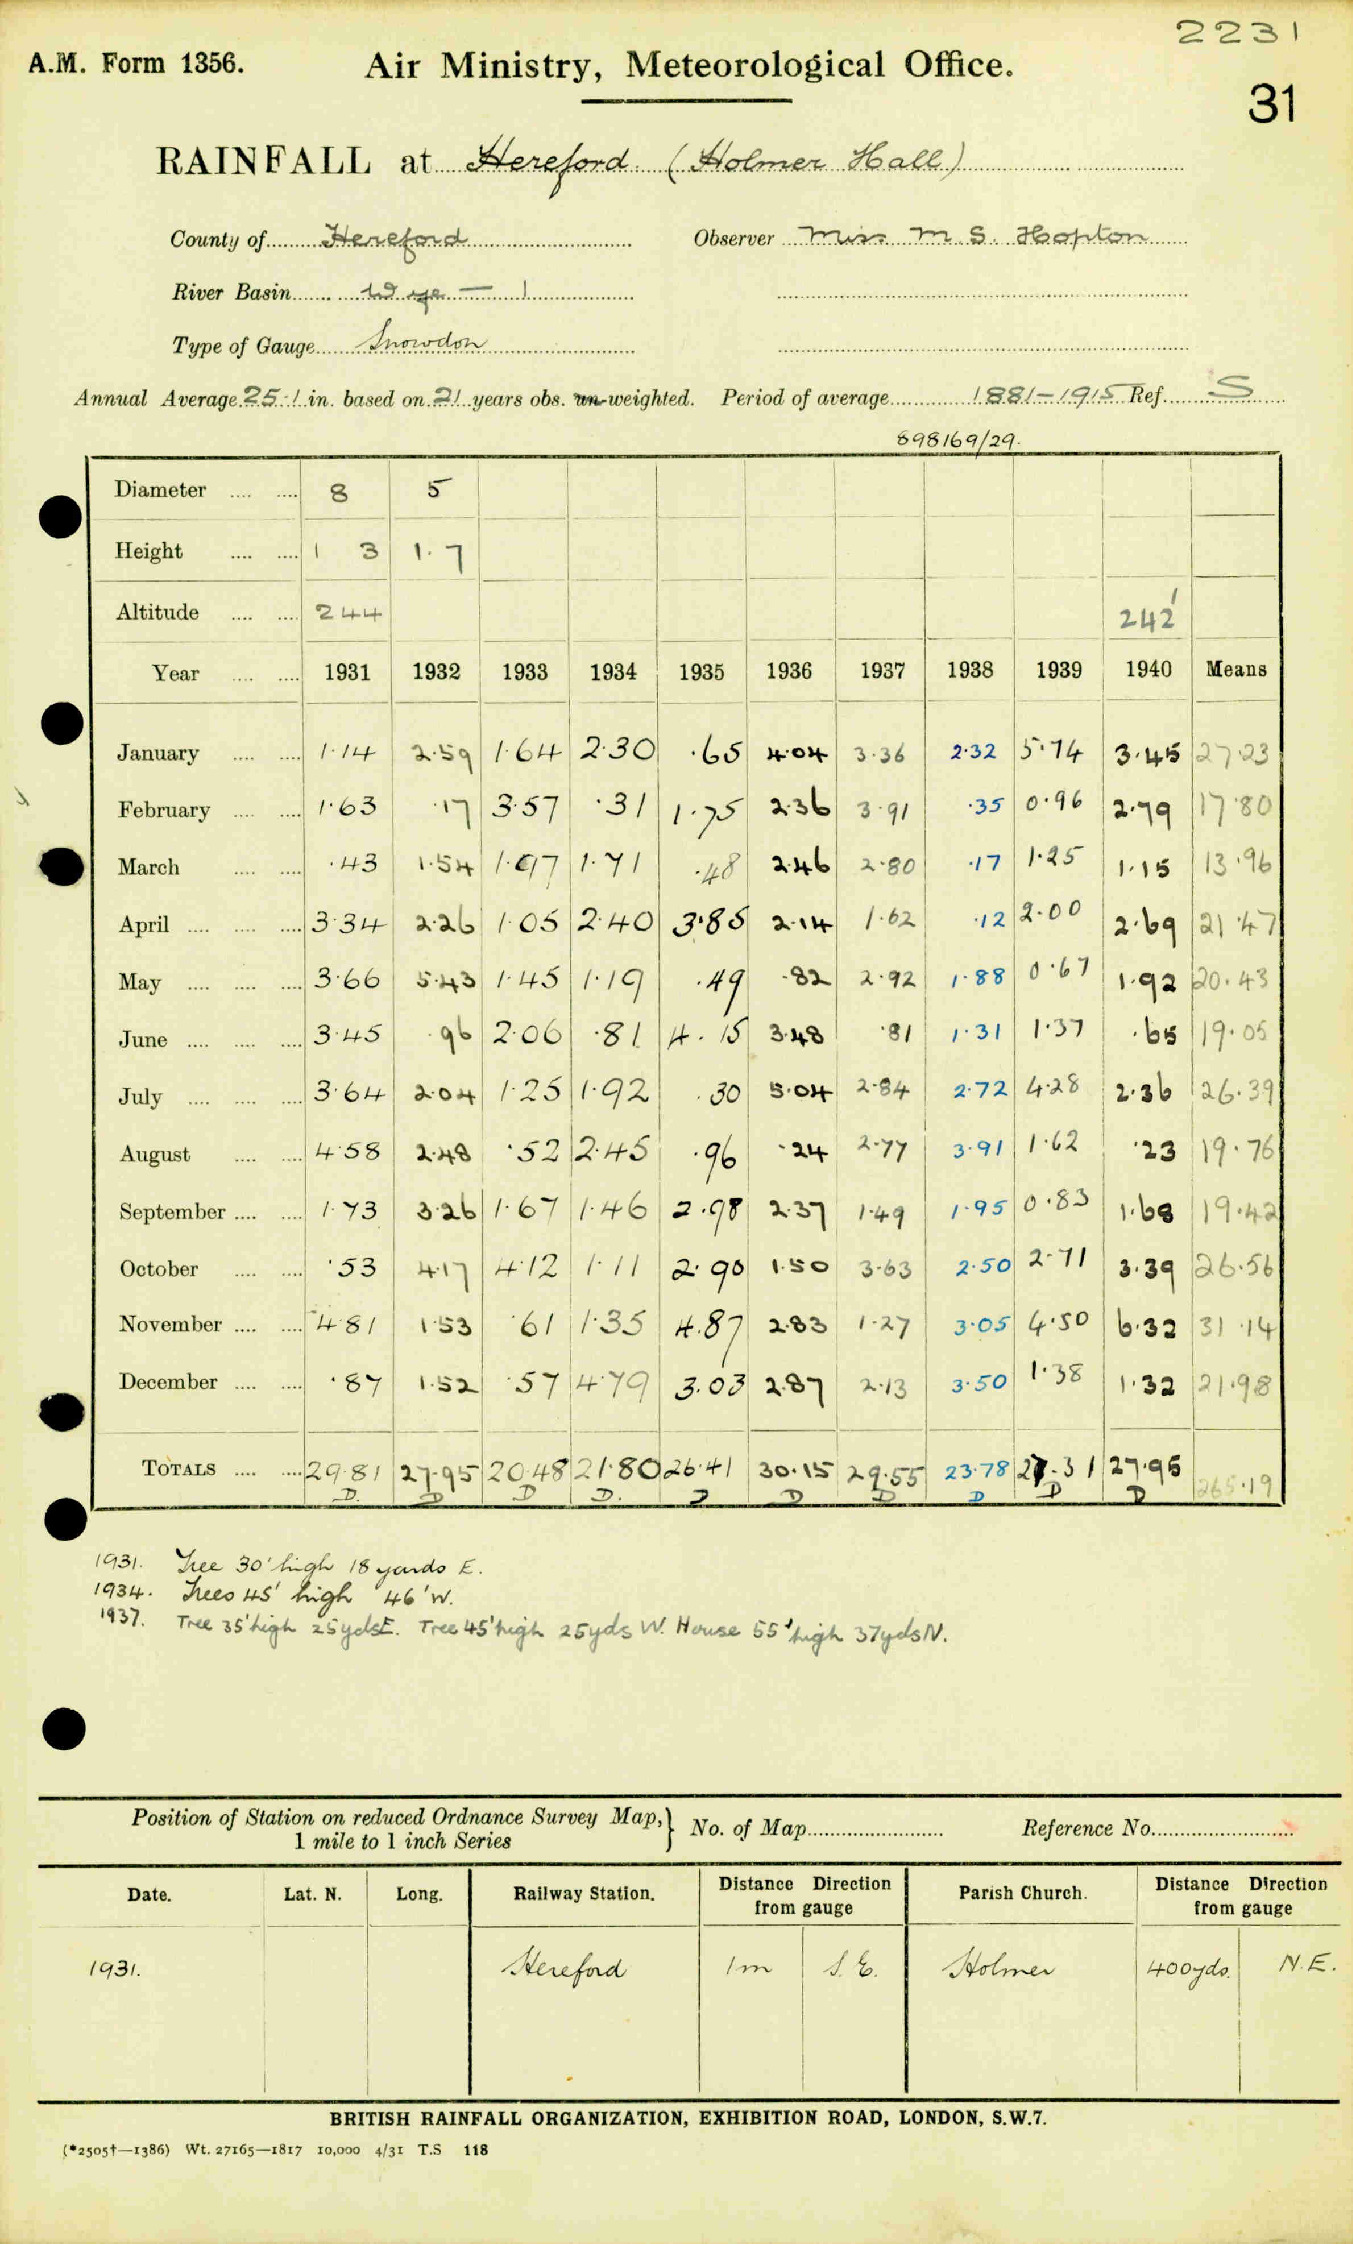 2231
A.M. Form 1356. Air Ministry, Meteorological Office.
31
RAINFALL at Hereford (Holmer Hall)
County of Hereford Observer Miss M. S. Hopton
River Basin Wye — 1
Type of Gauge Snowdon
Annual Average 25.1 in. based on 21 years obs. un-weighted. Period of average 1881-1915 Ref. S
898169/29.
Diameter 8 5
Height 1 3 1.7
Altitude 244 242'
Year 1931 1932 1933 1934 1935 1936 1937 1938 1939 1940 Means
January 1.14 2.59 1.64 2.30 .65 4.04 3.36 2.32 5.74 3.45 27.23
February 1.63 .17 3.57 .31 1.75 2.36 3.91 .35 0.96 2.79 17.80
March .43 1.54 1.97 1.71 .48 2.46 2.80 .17 1.25 1.15 13.96
April 3.34 2.26 1.05 2.40 3.85 2.14 1.62 .12 2.00 2.69 21.47
May 3.66 5.43 1.45 1.19 .49 .82 2.92 1.88 0.67 1.92 20.43
June 3.45 .96 2.06 .81 4.15 3.48 .81 1.31 1.37 .65 19.05
July 3.64 2.04 1.25 1.92 .30 5.04 2.84 2.72 4.28 2.36 26.39
August 4.58 2.48 .52 2.45 .96 .24 2.77 3.91 1.62 .23 19.76
September 1.73 3.26 1.67 1.46 2.98 2.37 1.49 1.95 0.83 1.68 19.42
October .53 4.17 4.12 1.11 2.90 1.50 3.63 2.50 2.71 3.39 26.56
November 4.81 1.53 .61 1.35 4.87 2.83 1.27 3.05 4.50 6.32 31.14
December .87 1.52 .57 4.79 3.03 2.87 2.13 3.50 1.38 1.32 21.98
TOTALS 29.81 27.95 20.48 21.80 26.41 30.15 29.55 23.78 27.31 27.95 265.19
D. D D D. D D D D D D
1931. Tree 30' high 18 yards E.
1934. Trees 45' high 46' W.
1937. Tree 35' high 25yds E. Tree 45' high 25yds W. House 55' high 37yds N.
Position of Station on reduced Ordnance Survey Map,} No. of Map Reference No.
1 mile to 1 inch Series
Date. Lat. N. Long. Railway Station. Distance Direction from gauge Parish Church. Distance Direction from gauge
1931. Hereford 1m S.E. Holmer 400yds. N.E.
BRITISH RAINFALL ORGANIZATION, EXHIBITION ROAD, LONDON, S.W.7.
(*2505†—1386) Wt. 27165—1817 10,000 4/31 T.S 118